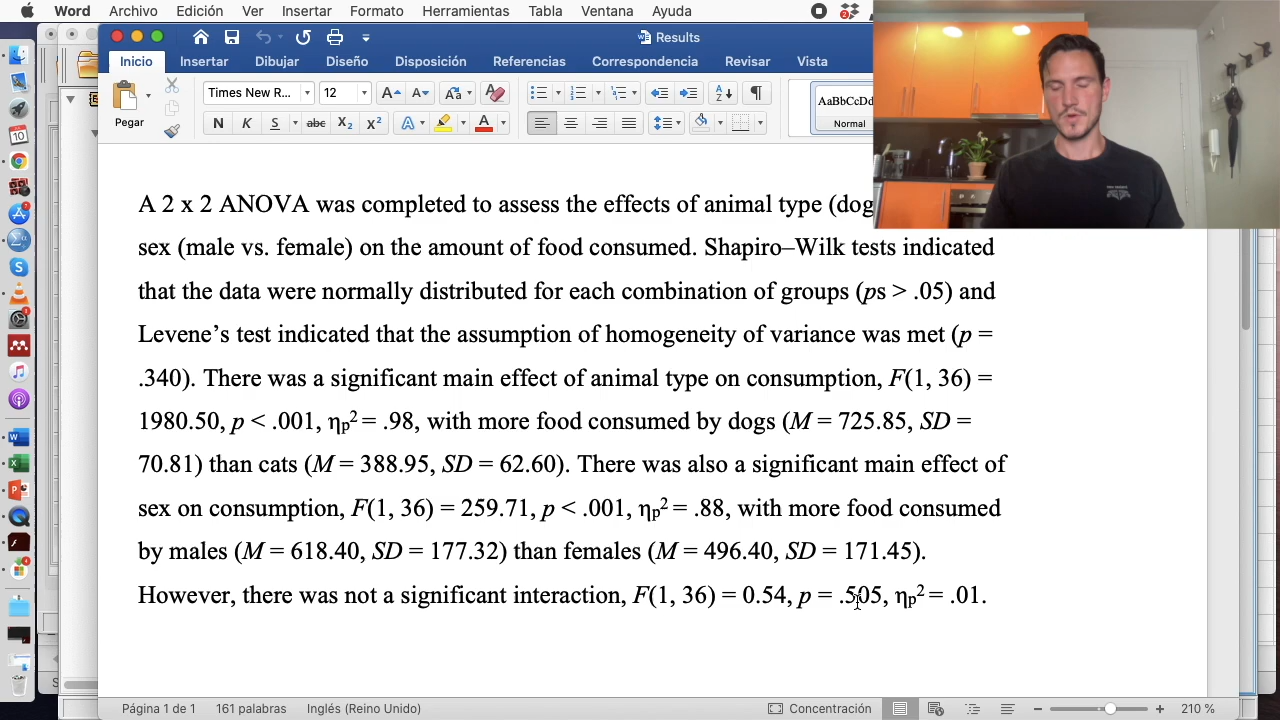 Word Archivo Edición Ver Insertar Formato Herramientas Tabla Ventana Ayuda
Results
Inicio Insertar Dibujar Diseño Disposición Referencias Correspondencia Revisar Vista
Times New R... 12
AaBbCcDd
Pegar
N K S abc X₂ X²
Normal
A 2 x 2 ANOVA was completed to assess the effects of animal type (dog
sex (male vs. female) on the amount of food consumed. Shapiro–Wilk tests indicated
that the data were normally distributed for each combination of groups (ps > .05) and
Levene’s test indicated that the assumption of homogeneity of variance was met (p =
.340). There was a significant main effect of animal type on consumption, F(1, 36) =
1980.50, p < .001, ηp² = .98, with more food consumed by dogs (M = 725.85, SD =
70.81) than cats (M = 388.95, SD = 62.60). There was also a significant main effect of
sex on consumption, F(1, 36) = 259.71, p < .001, ηp² = .88, with more food consumed
by males (M = 618.40, SD = 177.32) than females (M = 496.40, SD = 171.45).
However, there was not a significant interaction, F(1, 36) = 0.54, p = .505, ηp² = .01.
Página 1 de 1 161 palabras Inglés (Reino Unido) Concentración 210 %